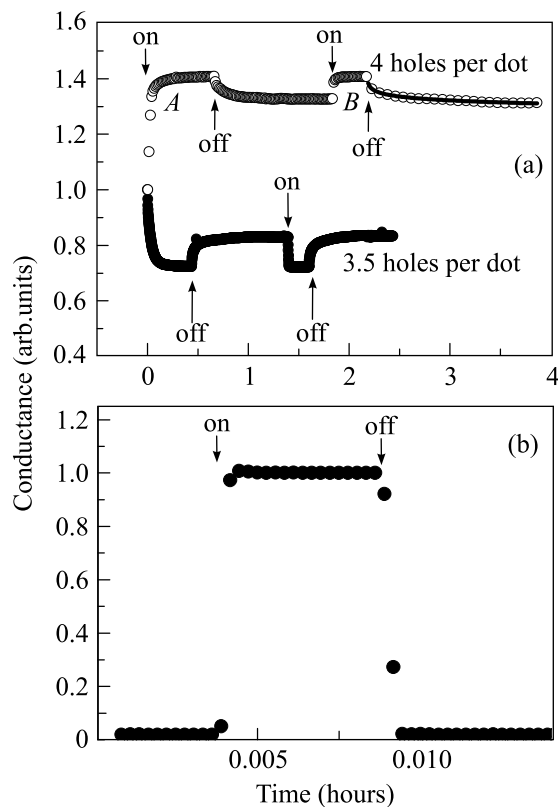 1.6
on
on
4 holes per dot
1.4
A
B
1.2
off
off
(a)
on
1.0
0.8
3.5 holes per dot
0.6
off
off
0.4
0
1
2
3
4
Conductance (arb.units)
1.2
on
off
(b)
1.0
0.8
0.6
0.4
0.2
0
0.005
0.010
Time (hours)